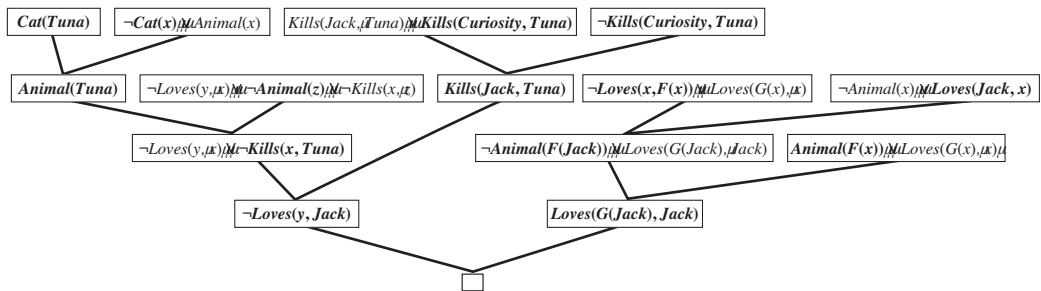 Cat(Tuna) ¬Cat(x) ∨ Animal(x) Kills(Jack, Tuna) ∨ Kills(Curiosity, Tuna) ¬Kills(Curiosity, Tuna)
Animal(Tuna) ¬Loves(y, x) ∨ ¬Animal(z) ∨ ¬Kills(x, z) Kills(Jack, Tuna) ¬Loves(x, F(x)) ∨ Loves(G(x), x) ¬Animal(x) ∨ Loves(Jack, x)
¬Loves(y, x) ∨ ¬Kills(x, Tuna) ¬Animal(F(Jack)) ∨ Loves(G(Jack), Jack) Animal(F(x)) ∨ Loves(G(x), x)
¬Loves(y, Jack) Loves(G(Jack), Jack)